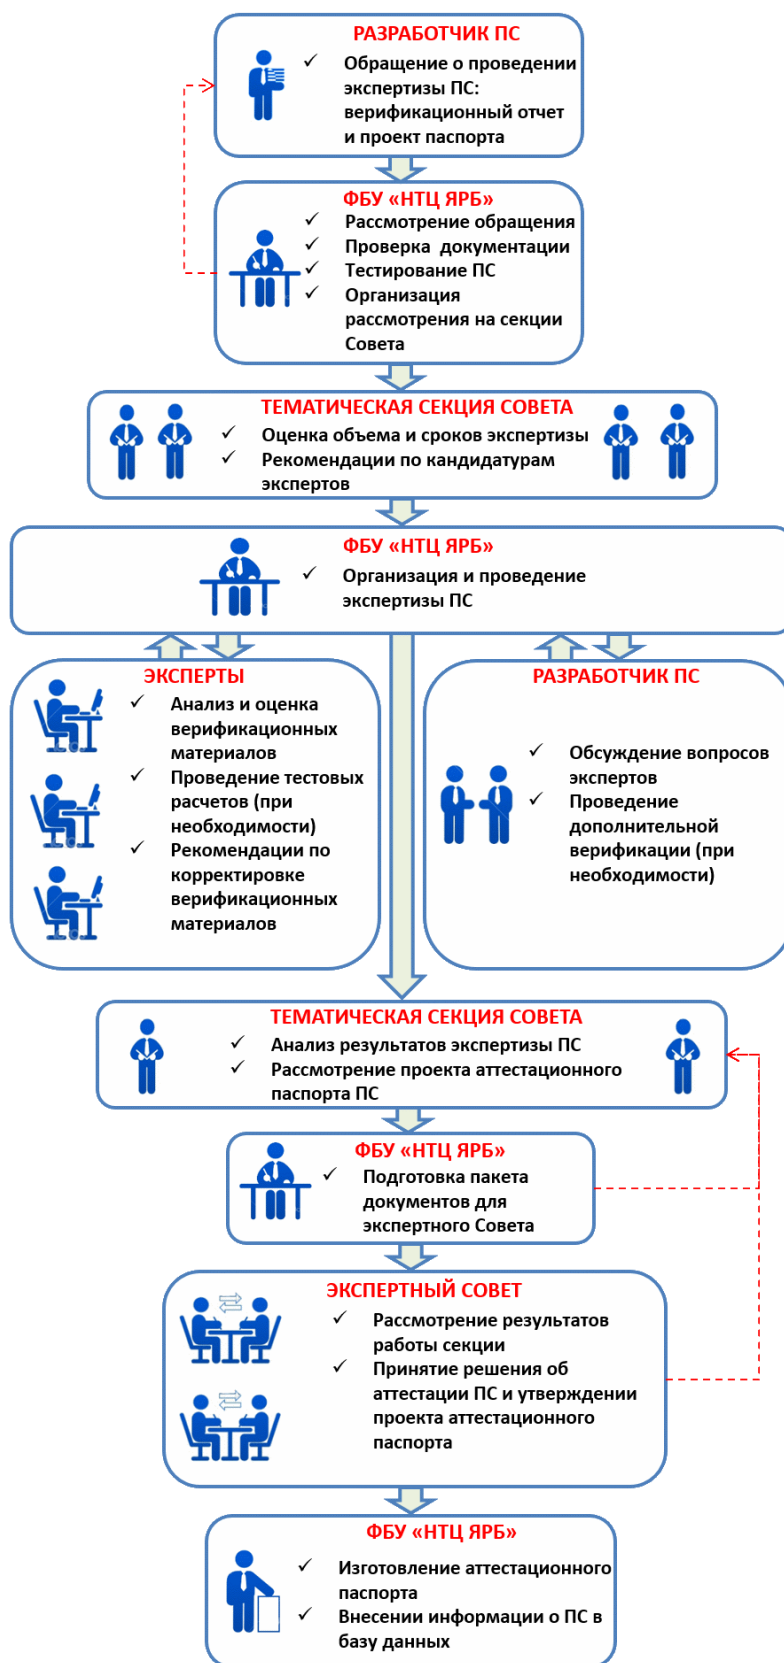 РАЗРАБОТЧИК ПС
✓ Обращение о проведении
экспертизы ПС:
верификационный отчет
и проект паспорта
ФБУ «НТЦ ЯРБ»
✓ Рассмотрение обращения
✓ Проверка документации
✓ Тестирование ПС
✓ Организация
рассмотрения на секции
Совета
ТЕМАТИЧЕСКАЯ СЕКЦИЯ СОВЕТА
✓ Оценка объема и сроков экспертизы
✓ Рекомендации по кандидатурам
экспертов
ФБУ «НТЦ ЯРБ»
✓ Организация и проведение
экспертизы ПС
ЭКСПЕРТЫ
✓ Анализ и оценка
верификационных
материалов
✓ Проведение тестовых
расчетов (при
необходимости)
✓ Рекомендации по
корректировке
верификационных
материалов
РАЗРАБОТЧИК ПС
✓ Обсуждение вопросов
экспертов
✓ Проведение
дополнительной
верификации (при
необходимости)
ТЕМАТИЧЕСКАЯ СЕКЦИЯ СОВЕТА
✓ Анализ результатов экспертизы ПС
✓ Рассмотрение проекта аттестационного
паспорта ПС
ФБУ «НТЦ ЯРБ»
✓ Подготовка пакета
документов для
экспертного Совета
ЭКСПЕРТНЫЙ СОВЕТ
✓ Рассмотрение результатов
работы секции
✓ Принятие решения об
аттестации ПС и утверждении
проекта аттестационного
паспорта
ФБУ «НТЦ ЯРБ»
✓ Изготовление аттестационного
паспорта
✓ Внесении информации о ПС в
базу данных